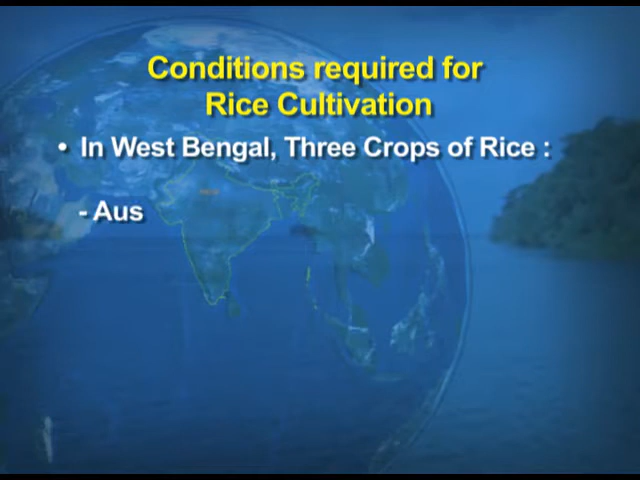 Conditions required for
Rice Cultivation
• In West Bengal, Three Crops of Rice :
- Aus